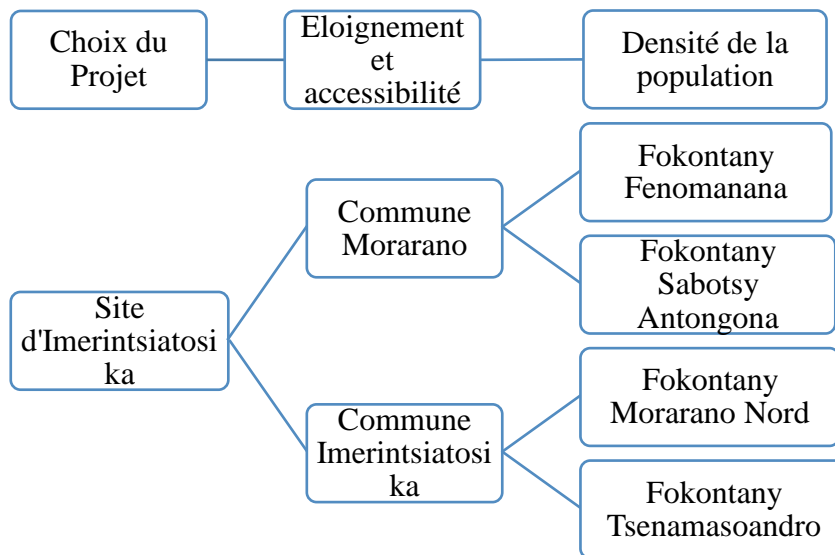 Choix du
Projet
Eloignement
et
accessibilité
Densité de la
population
Site
d'Imerintsiatosi
ka
Commune
Morarano
Fokontany
Fenomanana
Fokontany
Sabotsy
Antongona
Commune
Imerintsiatosi
ka
Fokontany
Morarano Nord
Fokontany
Tsenamasoandro